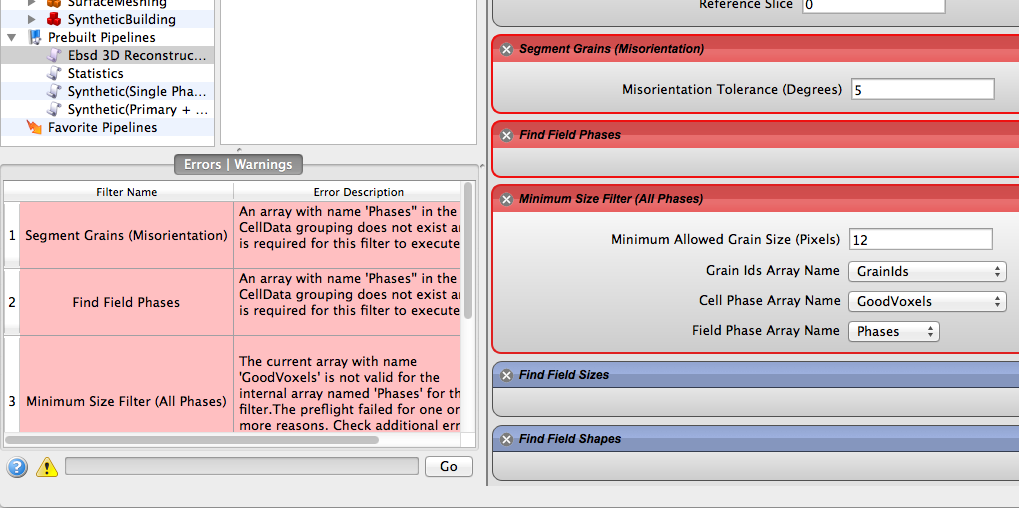 SurfaceMeshing
SyntheticBuilding
Prebuilt Pipelines
Ebsd 3D Reconstruc...
Statistics
Synthetic(Single Pha...
Synthetic(Primary + ...
Favorite Pipelines
Errors | Warnings
Filter Name Error Description
1 Segment Grains (Misorientation)
An array with name 'Phases" in the
CellData grouping does not exist an
is required for this filter to execute
2 Find Field Phases
An array with name 'Phases" in the
CellData grouping does not exist an
is required for this filter to execute
3 Minimum Size Filter (All Phases)
The current array with name
'GoodVoxels' is not valid for the
internal array named 'Phases' for th
filter.The preflight failed for one or
more reasons. Check additional err
Go
Reference Slice 0
Segment Grains (Misorientation)
Misorientation Tolerance (Degrees) 5
Find Field Phases
Minimum Size Filter (All Phases)
Minimum Allowed Grain Size (Pixels) 12
Grain Ids Array Name GrainIds
Cell Phase Array Name GoodVoxels
Field Phase Array Name Phases
Find Field Sizes
Find Field Shapes